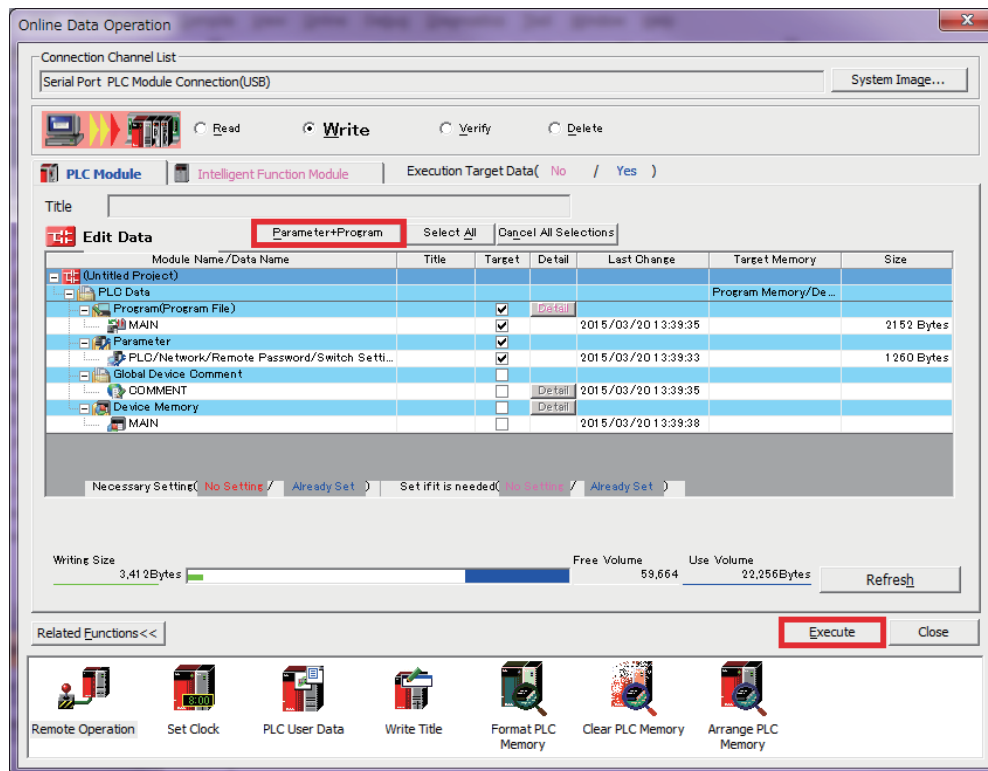 Online Data Operation
Connection Channel List
Serial Port PLC Module Connection(USB)
System Image...
Read Write Verify Delete
PLC Module Intelligent Function Module Execution Target Data( No / Yes )
Title
Edit Data Parameter+Program Select All Cancel All Selections
Module Name/Data Name Title Target Detail Last Change Target Memory Size
(Untitled Project)
PLC Data Program Memory/De...
Program(Program File) Detail
MAIN 2015/03/20 13:39:35 2152 Bytes
Parameter
PLC/Network/Remote Password/Switch Setti... 2015/03/20 13:39:33 1260 Bytes
Global Device Comment
COMMENT Detail 2015/03/20 13:39:35
Device Memory Detail
MAIN 2015/03/20 13:39:38
Necessary Setting( No Setting / Already Set ) Set if it is needed( No Setting / Already Set )
Writing Size Free Volume Use Volume
3,412Bytes 59,664 22,256Bytes
Refresh
Related Functions<< Execute Close
8:00
Remote Operation Set Clock PLC User Data Write Title Format PLC Memory Clear PLC Memory Arrange PLC Memory